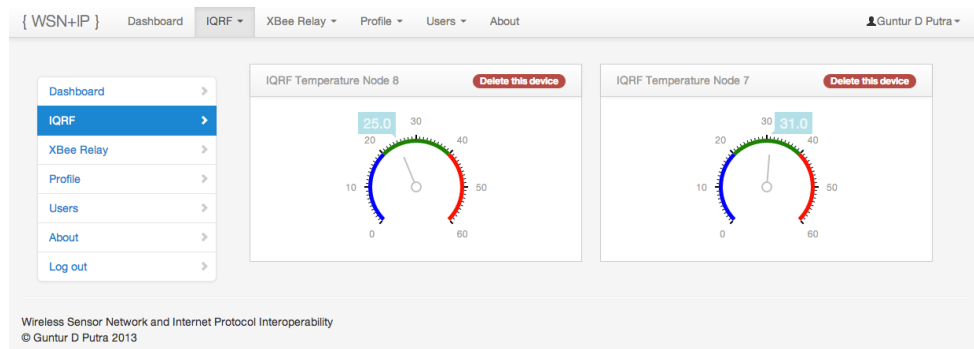 { WSN+IP } Dashboard IQRF XBee Relay Profile Users About Guntur D Putra
Dashboard
IQRF
XBee Relay
Profile
Users
About
Log out
IQRF Temperature Node 8 Delete this device
25.0
0
10
20
30
40
50
60
IQRF Temperature Node 7 Delete this device
31.0
0
10
20
30
40
50
60
Wireless Sensor Network and Internet Protocol Interoperability
© Guntur D Putra 2013